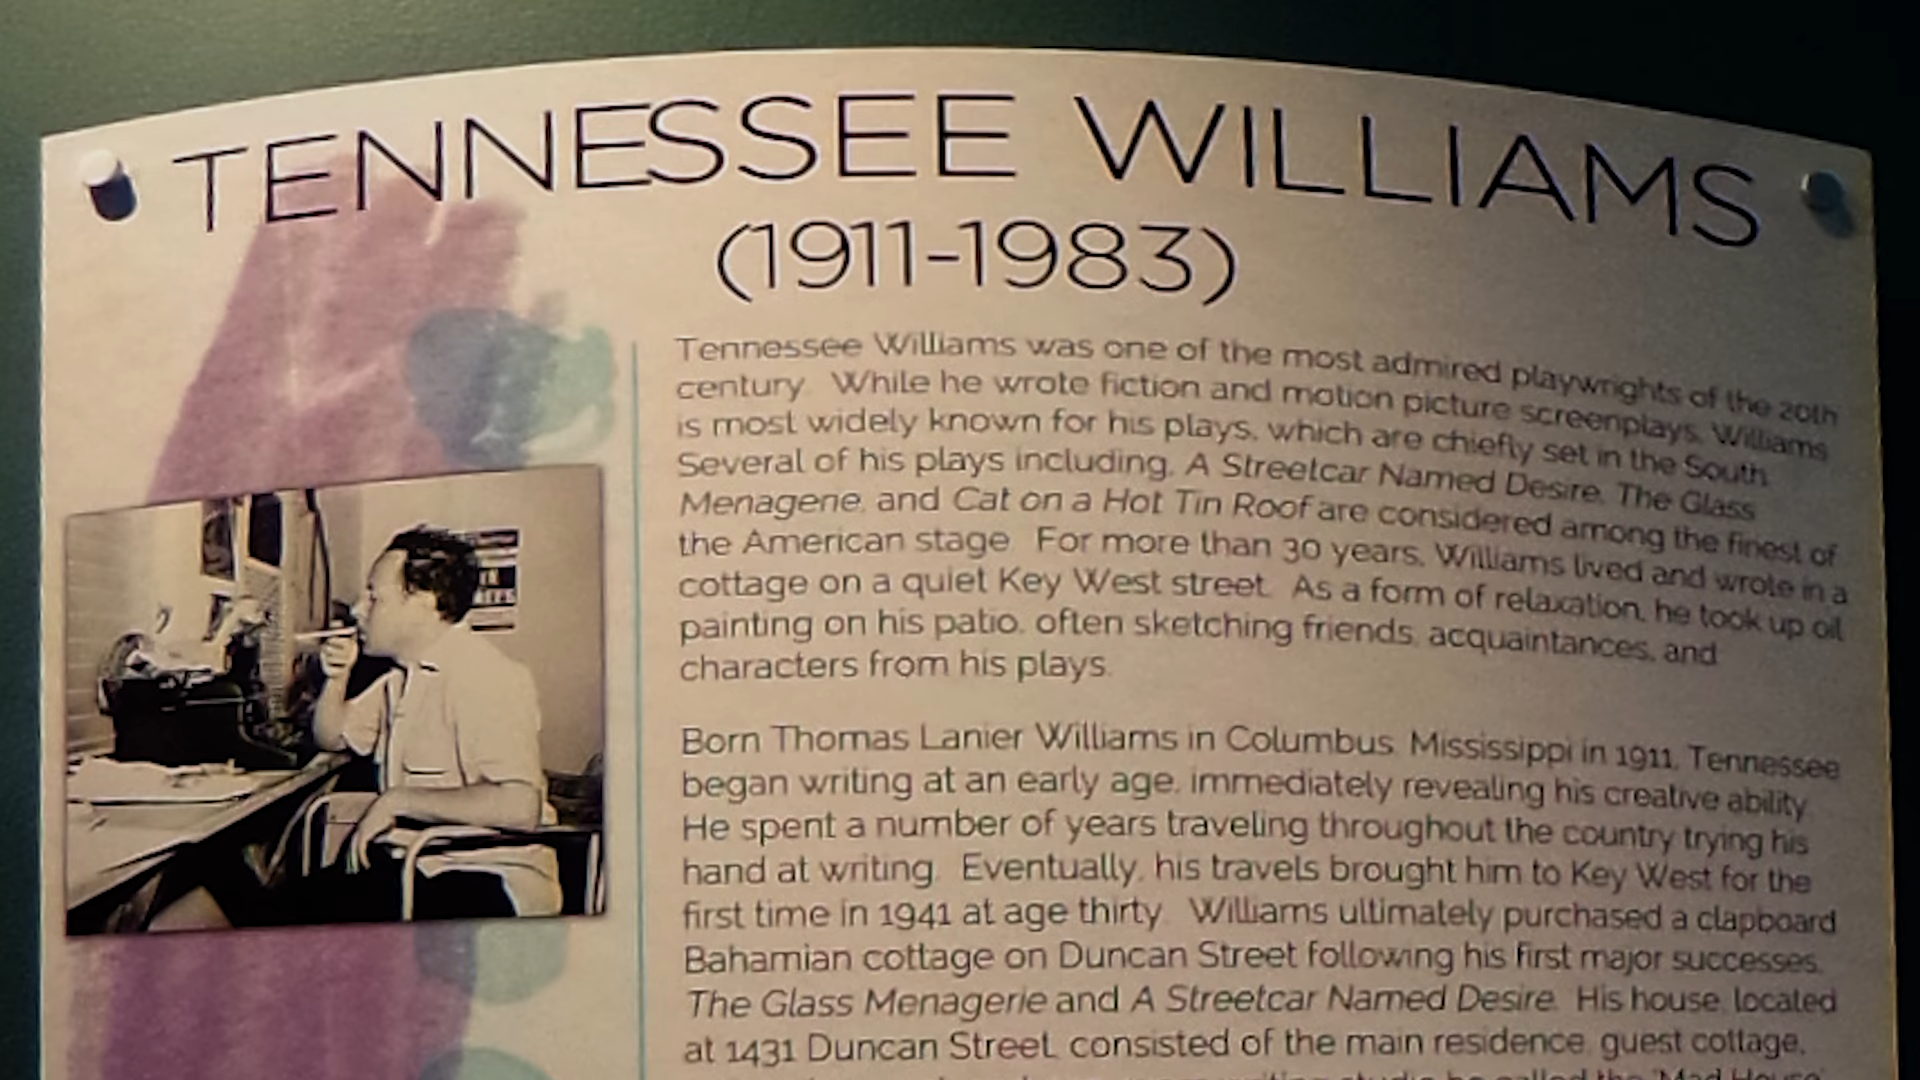 TENNESSEE WILLIAMS
(1911-1983)
Tennessee Williams was one of the most admired playwrights of the 20th
century. While he wrote fiction and motion picture screenplays, Williams
is most widely known for his plays, which are chiefly set in the South.
Several of his plays including, A Streetcar Named Desire, The Glass
Menagerie, and Cat on a Hot Tin Roof are considered among the finest of
the American stage. For more than 30 years, Williams lived and wrote in a
cottage on a quiet Key West street. As a form of relaxation, he took up oil
painting on his patio, often sketching friends, acquaintances, and
characters from his plays.
Born Thomas Lanier Williams in Columbus, Mississippi in 1911, Tennessee
began writing at an early age, immediately revealing his creative ability.
He spent a number of years traveling throughout the country trying his
hand at writing. Eventually, his travels brought him to Key West for the
first time in 1941 at age thirty. Williams ultimately purchased a clapboard
Bahamian cottage on Duncan Street following his first major successes,
The Glass Menagerie and A Streetcar Named Desire. His house, located
at 1431 Duncan Street, consisted of the main residence, guest cottage,
writing studio he called the 'Mad House'